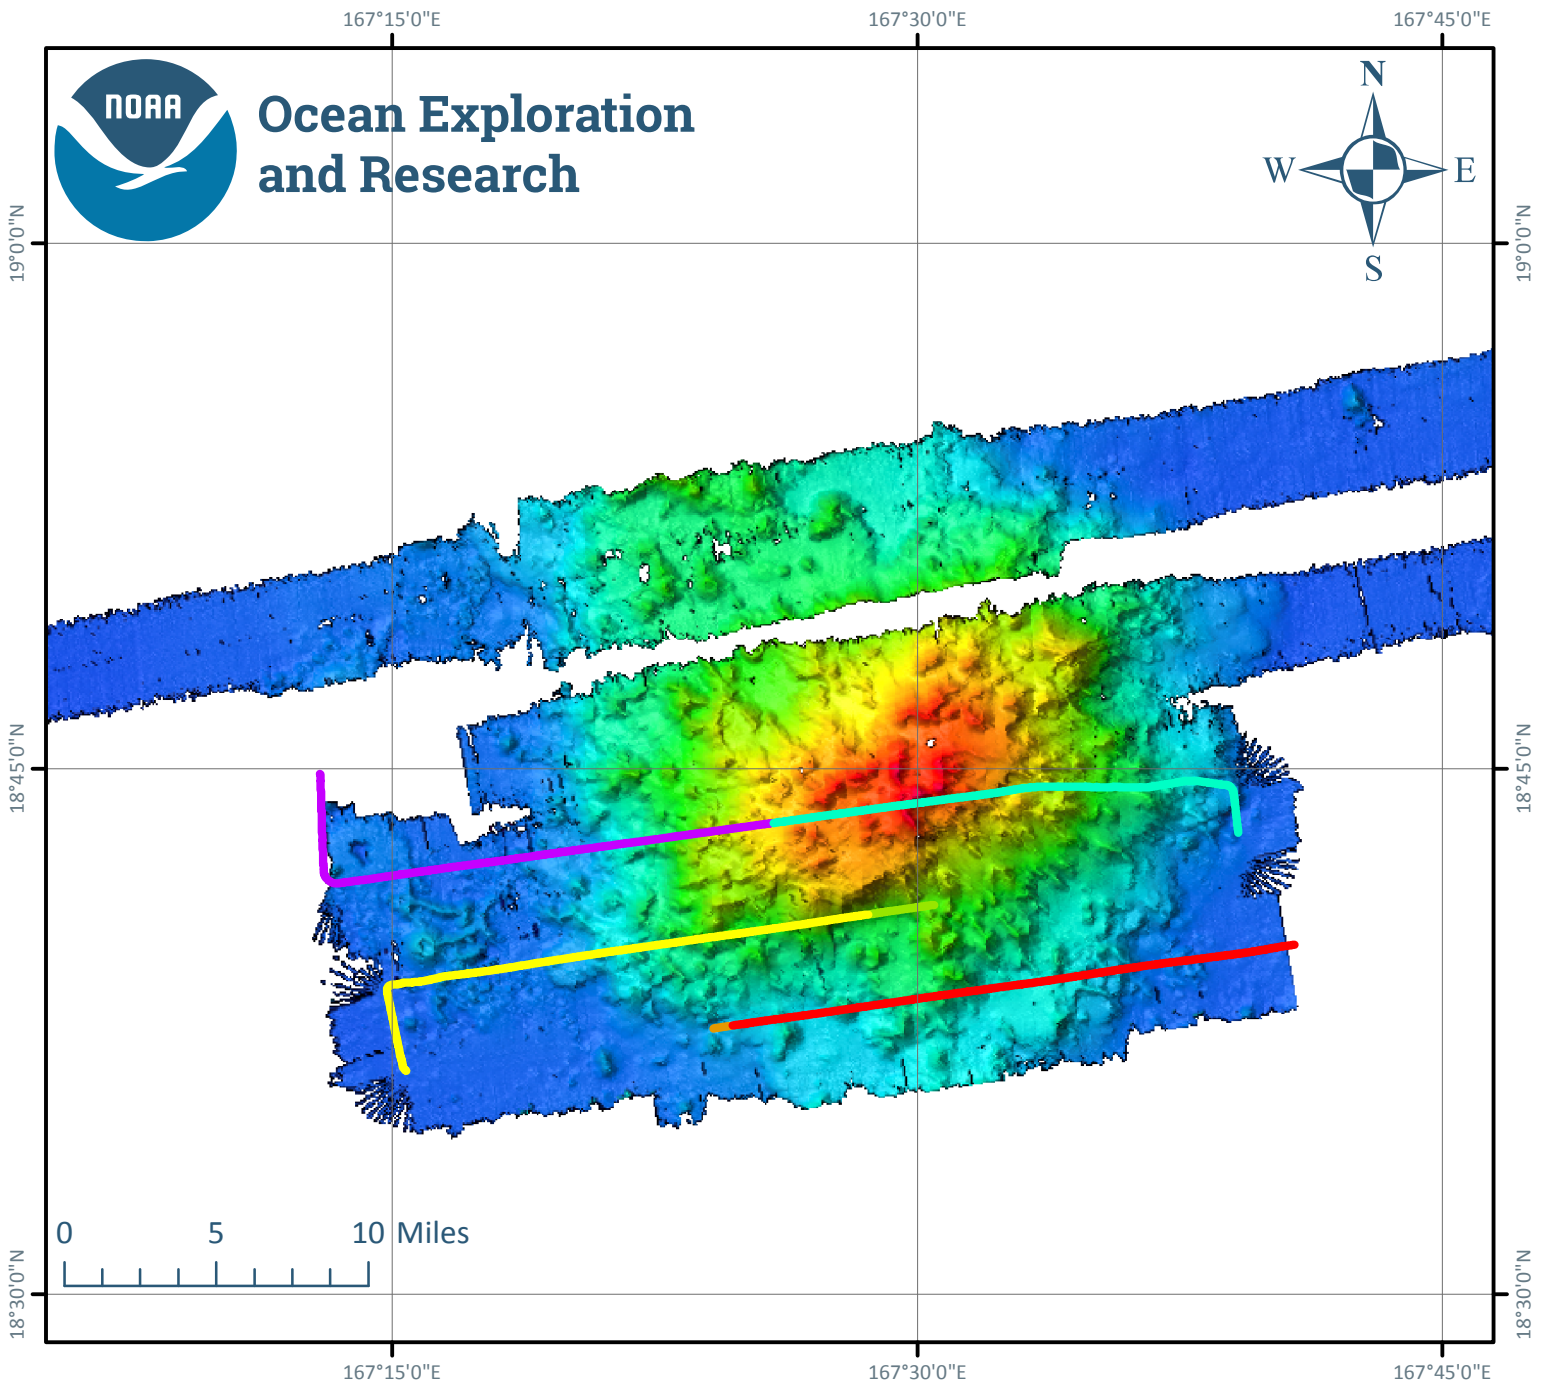 167°15'0"E 167°30'0"E 167°45'0"E
NOAA
Ocean Exploration
and Research
N
W E
S
19°0'0"N 19°0'0"N
18°45'0"N 18°45'0"N
0 5 10 Miles
18°30'0"N 18°30'0"N
167°15'0"E 167°30'0"E 167°45'0"E